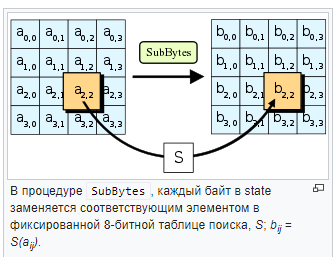 a0,0 a0,1 a0,2 a0,3 SubBytes b0,0 b0,1 b0,2 b0,3
a1,0 a1,1 a1,2 a1,3 b1,0 b1,1 b1,2 b1,3
a2,0 a2,1 a2,2 a2,3 b2,0 b2,1 b2,2 b2,3
a3,0 a3,1 a3,2 a3,3 b3,0 b3,1 b3,2 b3,3
S
В процедуре SubBytes, каждый байт в state
заменяется соответствующим элементом в
фиксированной 8-битной таблице поиска, S; bij =
S(aij).